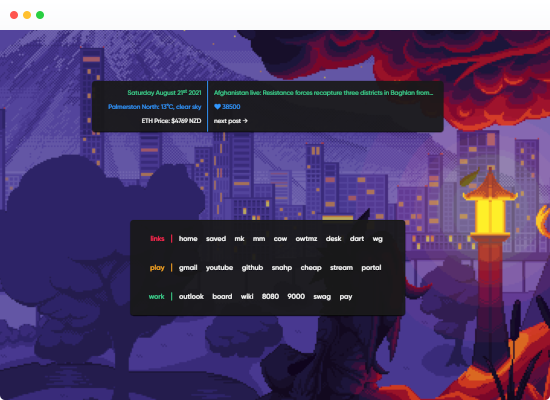 Saturday August 21st 2021
Palmerston North: 13°C, clear sky
ETH Price: $4769 NZD
Afghanistan live: Resistance forces recapture three districts in Baghlan from...
38500
next post →
links | home saved mk mm cow owtmz desk dart wg
play | gmail youtube github snahp cheap stream portal
work | outlook board wiki 8080 9000 swag pay